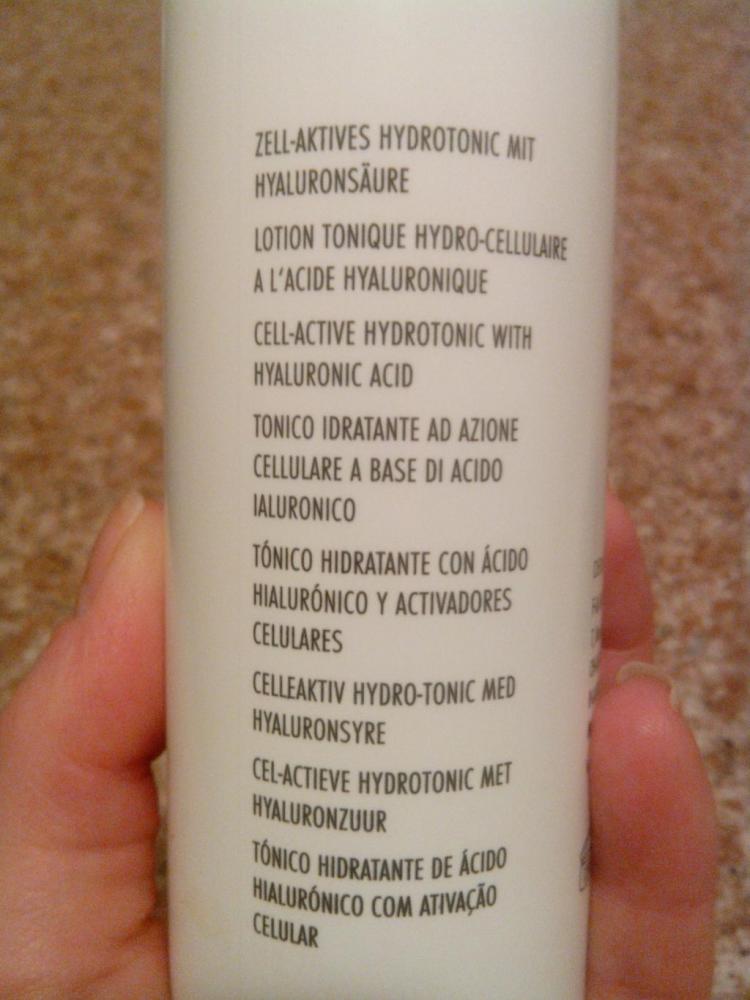 ZELL-AKTIVES HYDROTONIC MIT
HYALURONSÄURE
LOTION TONIQUE HYDRO-CELLULAIRE
A L'ACIDE HYALURONIQUE
CELL-ACTIVE HYDROTONIC WITH
HYALURONIC ACID
TONICO IDRATANTE AD AZIONE
CELLULARE A BASE DI ACIDO
IALURONICO
TÓNICO HIDRATANTE CON ÁCIDO
HIALURÓNICO Y ACTIVADORES
CELULARES
CELLEAKTIV HYDRO-TONIC MED
HYALURONSYRE
CEL-ACTIEVE HYDROTONIC MET
HYALURONZUUR
TÓNICO HIDRATANTE DE ÁCIDO
HIALURÓNICO COM ATIVAÇÃO
CELULAR